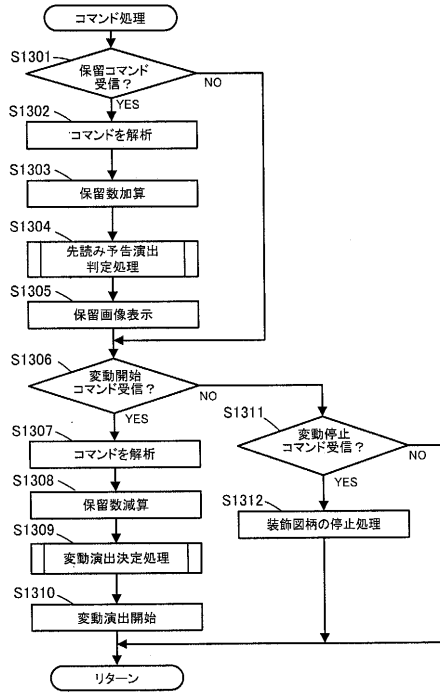 コマンド処理
S1301
保留コマンド
受信？
NO
YES
S1302
コマンドを解析
S1303
保留数加算
S1304
先読み予告演出
判定処理
S1305
保留画像表示
S1306
変動開始
コマンド受信？
NO
YES
S1307
コマンドを解析
S1308
保留数減算
S1309
変動演出決定処理
S1310
変動演出開始
S1311
変動停止
コマンド受信？
NO
YES
S1312
装飾図柄の停止処理
リターン